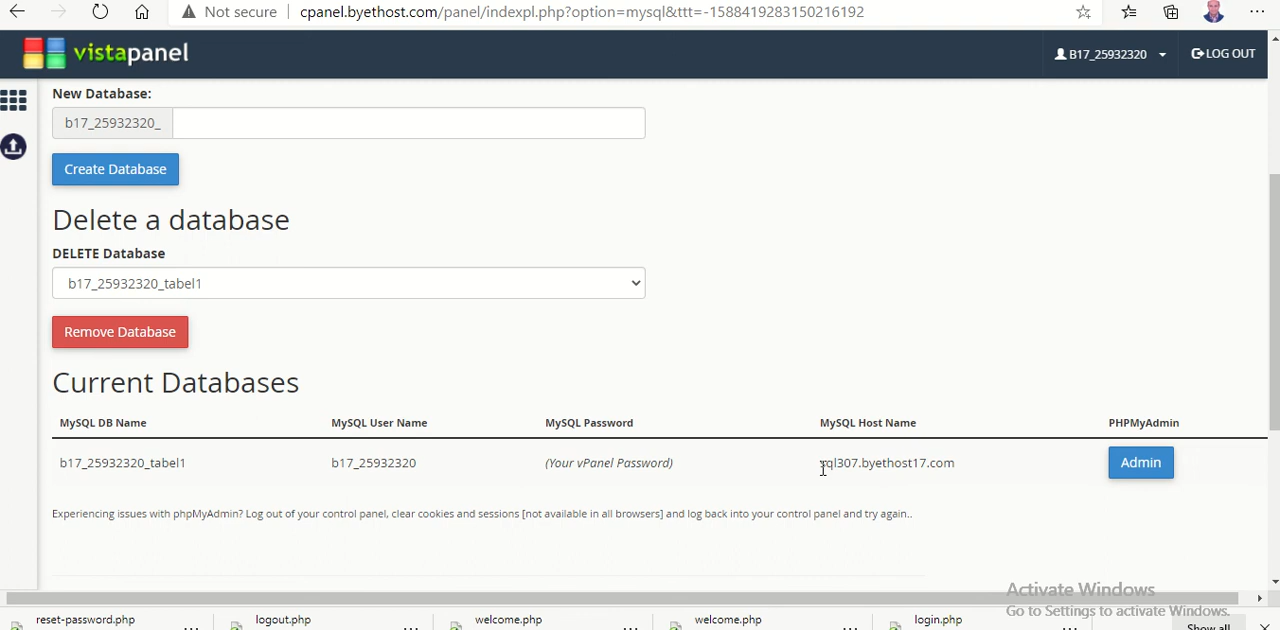 Not secure cpanel.byethost.com/panel/indexpl.php?option=mysql&ttt=-1588419283150216192
vistapanel B17_25932320 LOG OUT
New Database:
b17_25932320_
Create Database
Delete a database
DELETE Database
b17_25932320_tabel1
Remove Database
Current Databases
MySQL DB Name MySQL User Name MySQL Password MySQL Host Name PHPMyAdmin
b17_25932320_tabel1 b17_25932320 (Your vPanel Password) sql307.byethost17.com Admin
Experiencing issues with phpMyAdmin? Log out of your control panel, clear cookies and sessions [not available in all browsers] and log back into your control panel and try again..
Activate Windows
Go to Settings to activate Windows.
reset-password.php ... logout.php ... welcome.php ... welcome.php ... login.php ... Show all